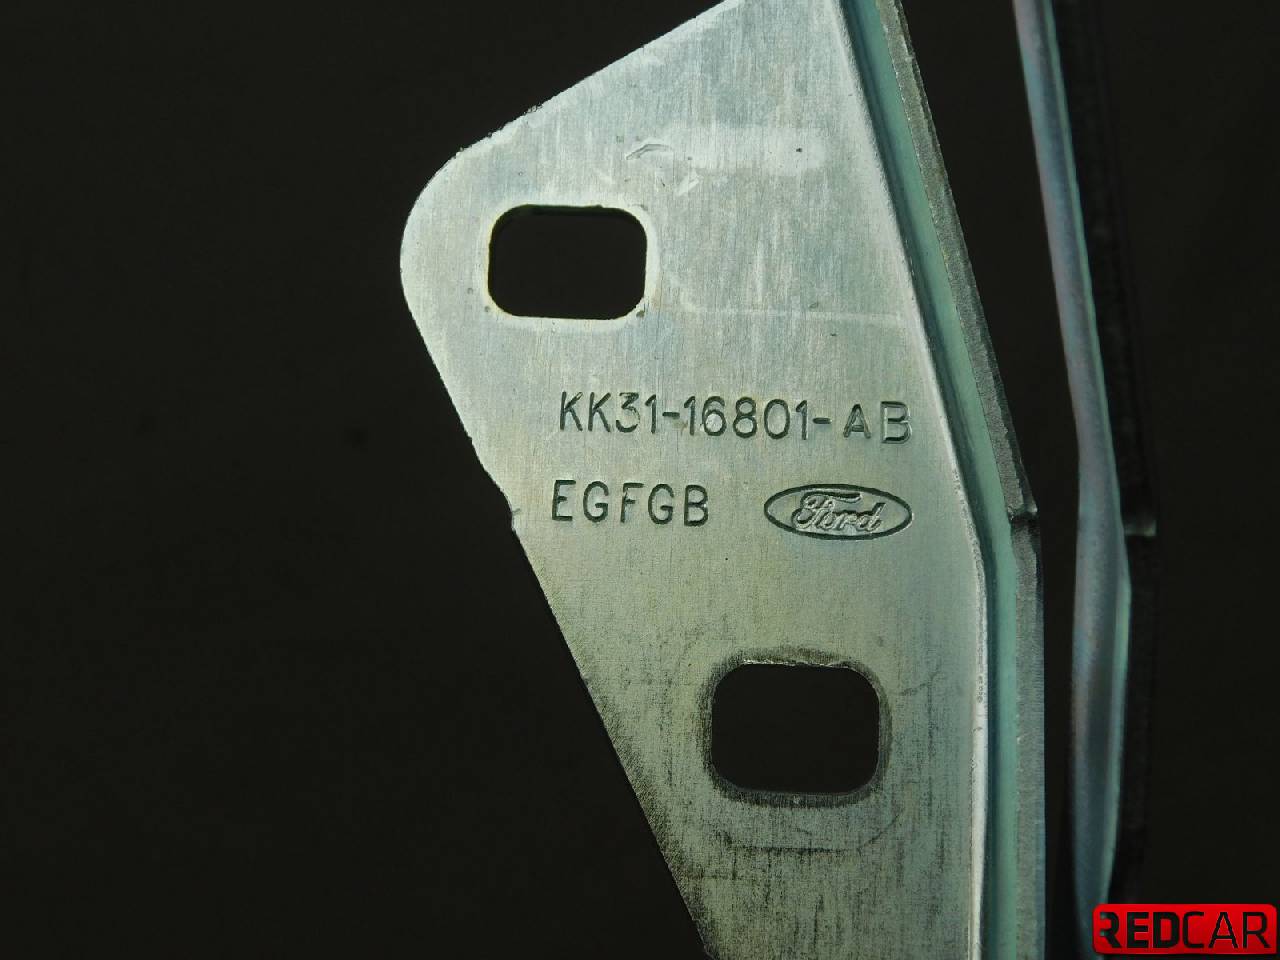 KK31-16801-AB
EGFGB Ford
REDCAR